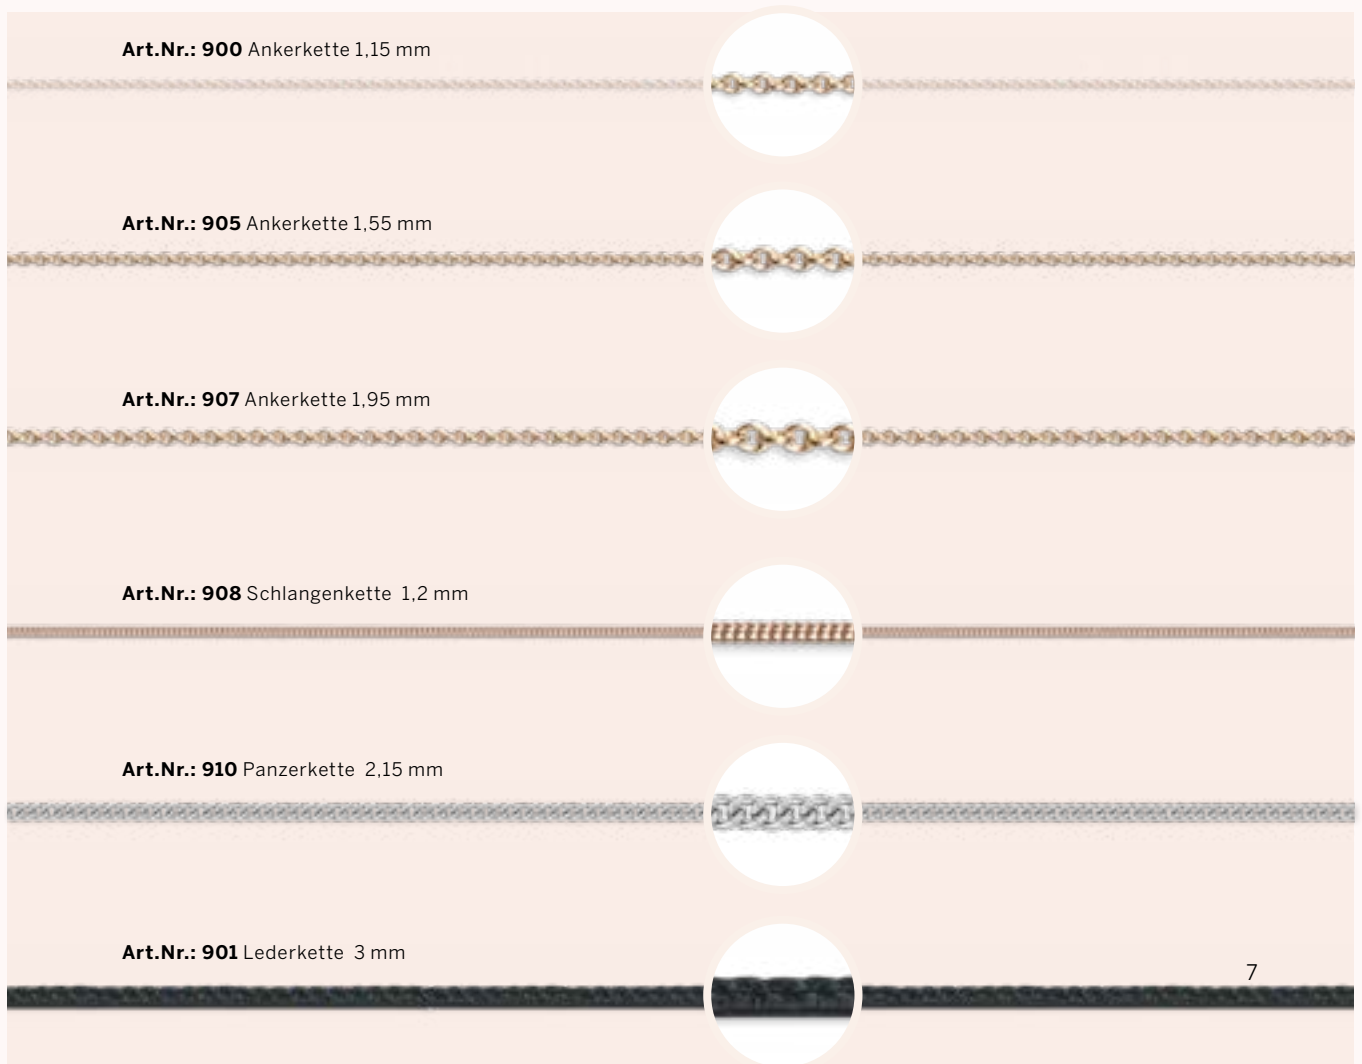 Art.Nr.: 900 Ankerkette 1,15 mm
Art.Nr.: 905 Ankerkette 1,55 mm
Art.Nr.: 907 Ankerkette 1,95 mm
Art.Nr.: 908 Schlangenkette 1,2 mm
Art.Nr.: 910 Panzerkette 2,15 mm
Art.Nr.: 901 Lederkette 3 mm
7